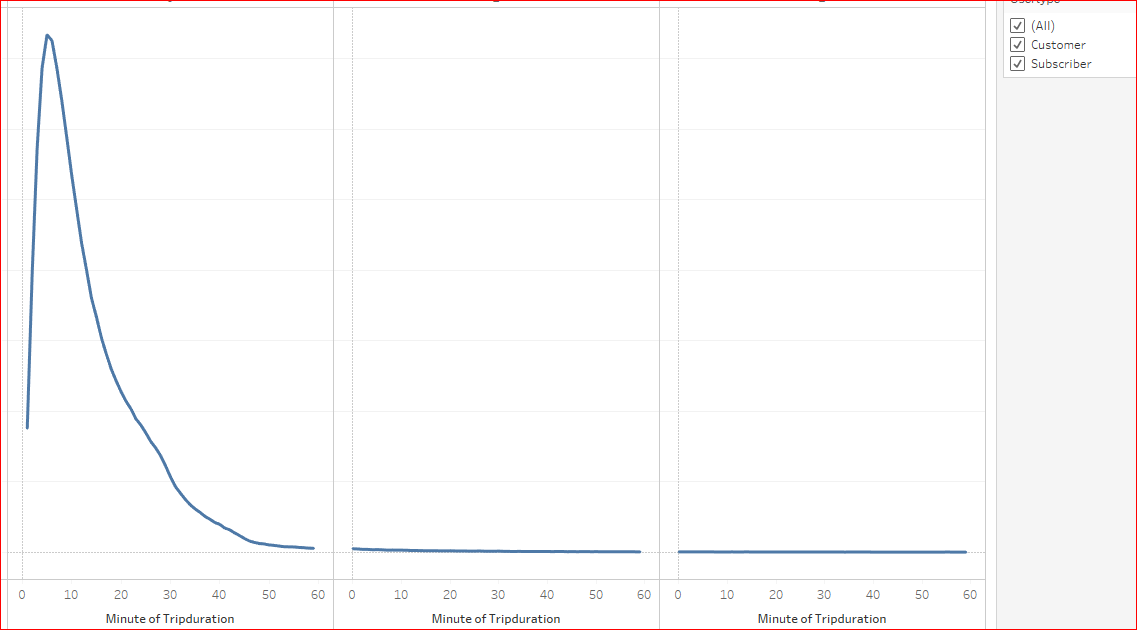 (All)
Customer
Subscriber
0 10 20 30 40 50 60 0 10 20 30 40 50 60 0 10 20 30 40 50 60
Minute of Tripduration Minute of Tripduration Minute of Tripduration